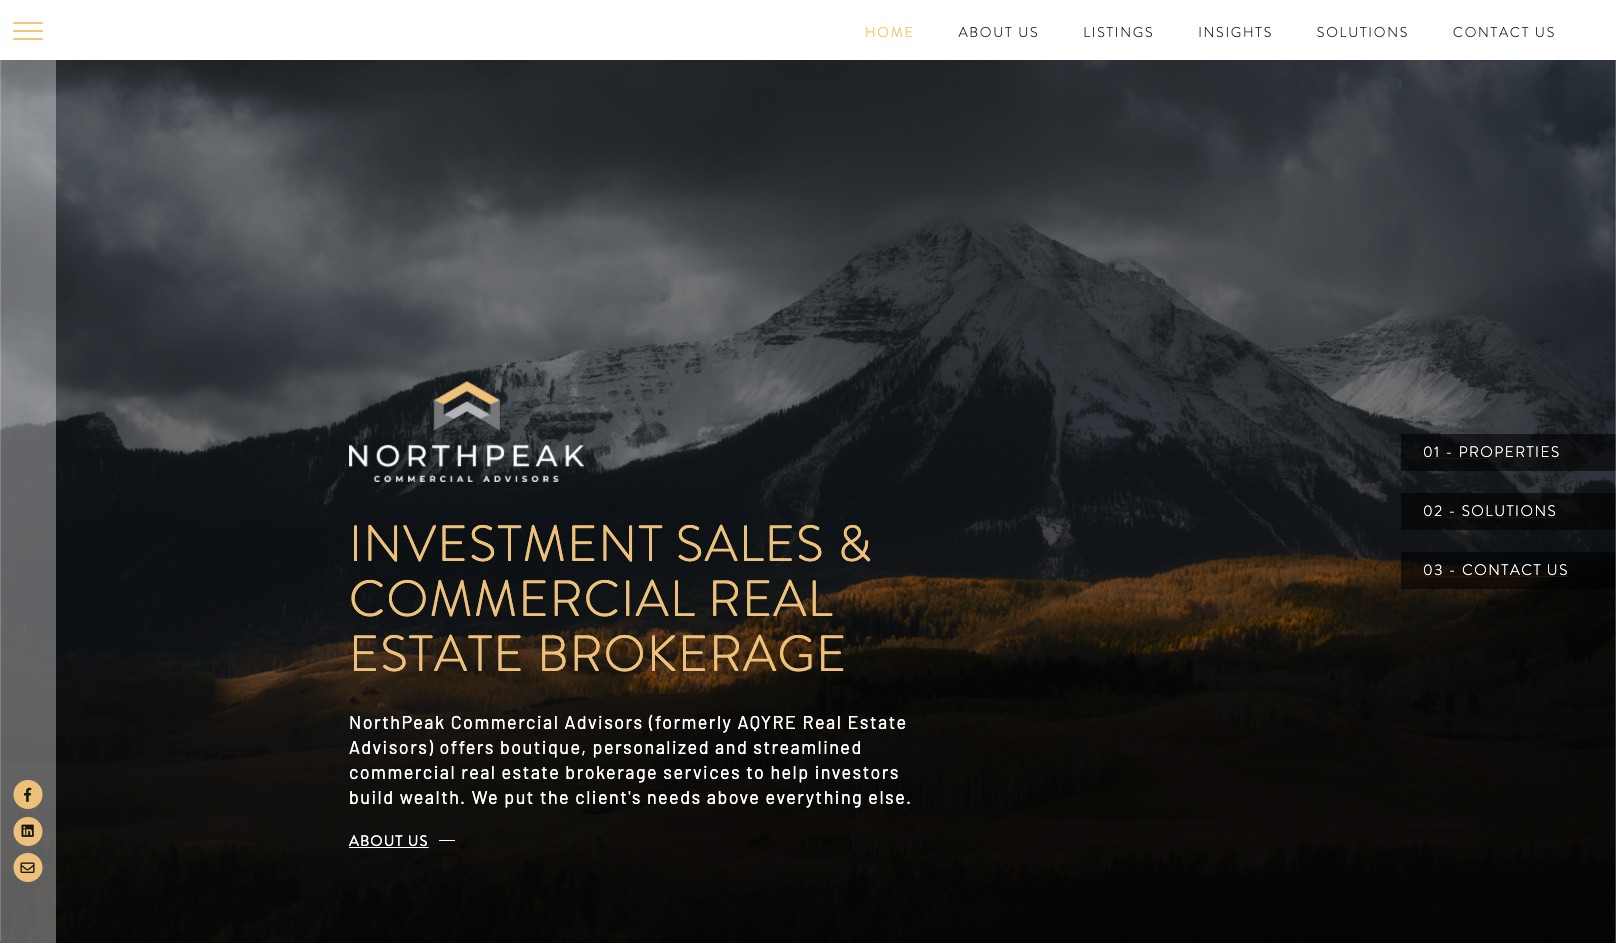 HOME ABOUT US LISTINGS INSIGHTS SOLUTIONS CONTACT US
NORTHPEAK
COMMERCIAL ADVISORS
INVESTMENT SALES &
COMMERCIAL REAL
ESTATE BROKERAGE
NorthPeak Commercial Advisors (formerly AQYRE Real Estate
Advisors) offers boutique, personalized and streamlined
commercial real estate brokerage services to help investors
build wealth. We put the client's needs above everything else.
ABOUT US
01 - PROPERTIES
02 - SOLUTIONS
03 - CONTACT US